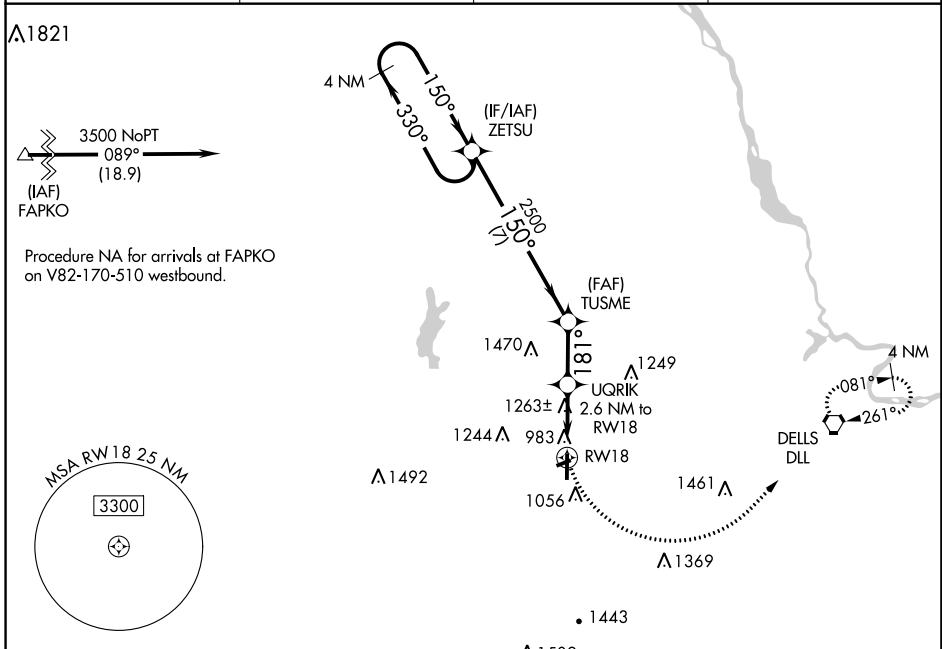 1821
4 NM
150°
330°
(IF/IAF)
ZETSU
3500 NoPT
089°
(18.9)
(IAF)
FAPKO
Procedure NA for arrivals at FAPKO
on V82-170-510 westbound.
2500
150°
(7)
(FAF)
TUSME
1470
181°
1249
UQRIK
2.6 NM to
RW18
1263±
1244
983
RW18
4 NM
081°
261°
DELLS
DLL
1492
1056
1461
1369
MSA RW18 25 NM
3300
1443